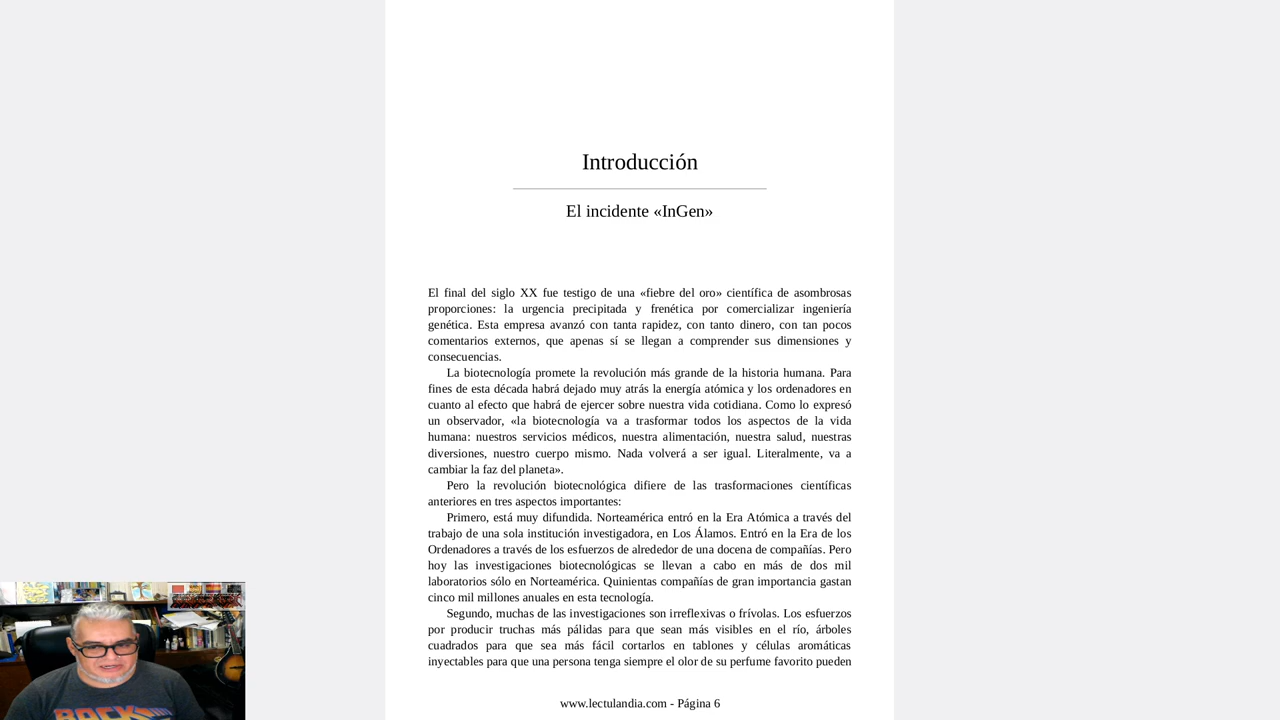 Introducción
El incidente «InGen»
El final del siglo XX fue testigo de una «fiebre del oro» científica de asombrosas
proporciones: la urgencia precipitada y frenética por comercializar ingeniería
genética. Esta empresa avanzó con tanta rapidez, con tanto dinero, con tan pocos
comentarios externos, que apenas sí se llegan a comprender sus dimensiones y
consecuencias.
La biotecnología promete la revolución más grande de la historia humana. Para
fines de esta década habrá dejado muy atrás la energía atómica y los ordenadores en
cuanto al efecto que habrá de ejercer sobre nuestra vida cotidiana. Como lo expresó
un observador, «la biotecnología va a trasformar todos los aspectos de la vida
humana: nuestros servicios médicos, nuestra alimentación, nuestra salud, nuestras
diversiones, nuestro cuerpo mismo. Nada volverá a ser igual. Literalmente, va a
cambiar la faz del planeta».
Pero la revolución biotecnológica difiere de las trasformaciones científicas
anteriores en tres aspectos importantes:
Primero, está muy difundida. Norteamérica entró en la Era Atómica a través del
trabajo de una sola institución investigadora, en Los Álamos. Entró en la Era de los
Ordenadores a través de los esfuerzos de alrededor de una docena de compañías. Pero
hoy las investigaciones biotecnológicas se llevan a cabo en más de dos mil
laboratorios sólo en Norteamérica. Quinientas compañías de gran importancia gastan
cinco mil millones anuales en esta tecnología.
Segundo, muchas de las investigaciones son irreflexivas o frívolas. Los esfuerzos
por producir truchas más pálidas para que sean más visibles en el río, árboles
cuadrados para que sea más fácil cortarlos en tablones y células aromáticas
inyectables para que una persona tenga siempre el olor de su perfume favorito pueden
www.lectulandia.com - Página 6